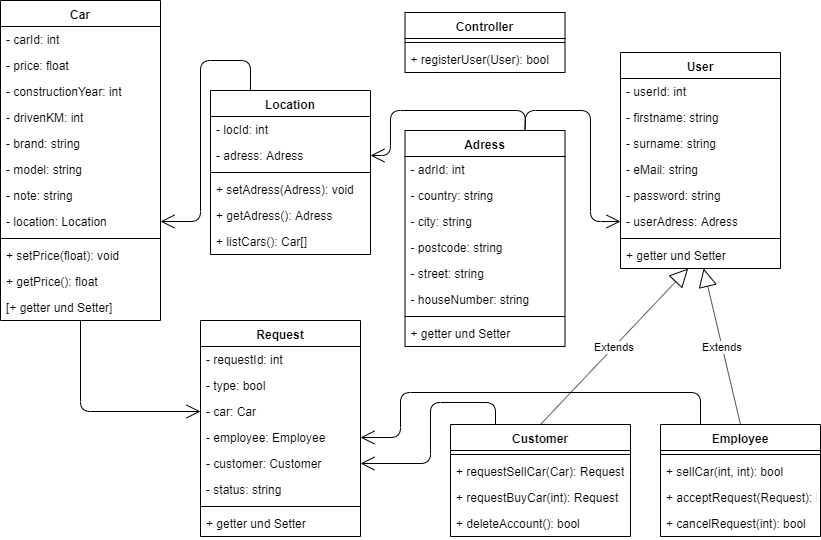 Car
- carId: int
- price: float
- constructionYear: int
- drivenKM: int
- brand: string
- model: string
- note: string
- location: Location
+ setPrice(float): void
+ getPrice(): float
[+ getter und Setter]
Location
- locId: int
- adress: Adress
+ setAdress(Adress): void
+ getAdress(): Adress
+ listCars(): Car[]
Controller
+ registerUser(User): bool
Adress
- adrId: int
- country: string
- city: string
- postcode: string
- street: string
- houseNumber: string
+ getter und Setter
User
- userId: int
- firstname: string
- surname: string
- eMail: string
- password: string
- userAdress: Adress
+ getter und Setter
Extends
Extends
Request
- requestId: int
- type: bool
- car: Car
- employee: Employee
- customer: Customer
- status: string
+ getter und Setter
Customer
+ requestSellCar(Car): Request
+ requestBuyCar(int): Request
+ deleteAccount(): bool
Employee
+ sellCar(int, int): bool
+ acceptRequest(Request):
+ cancelRequest(int): bool